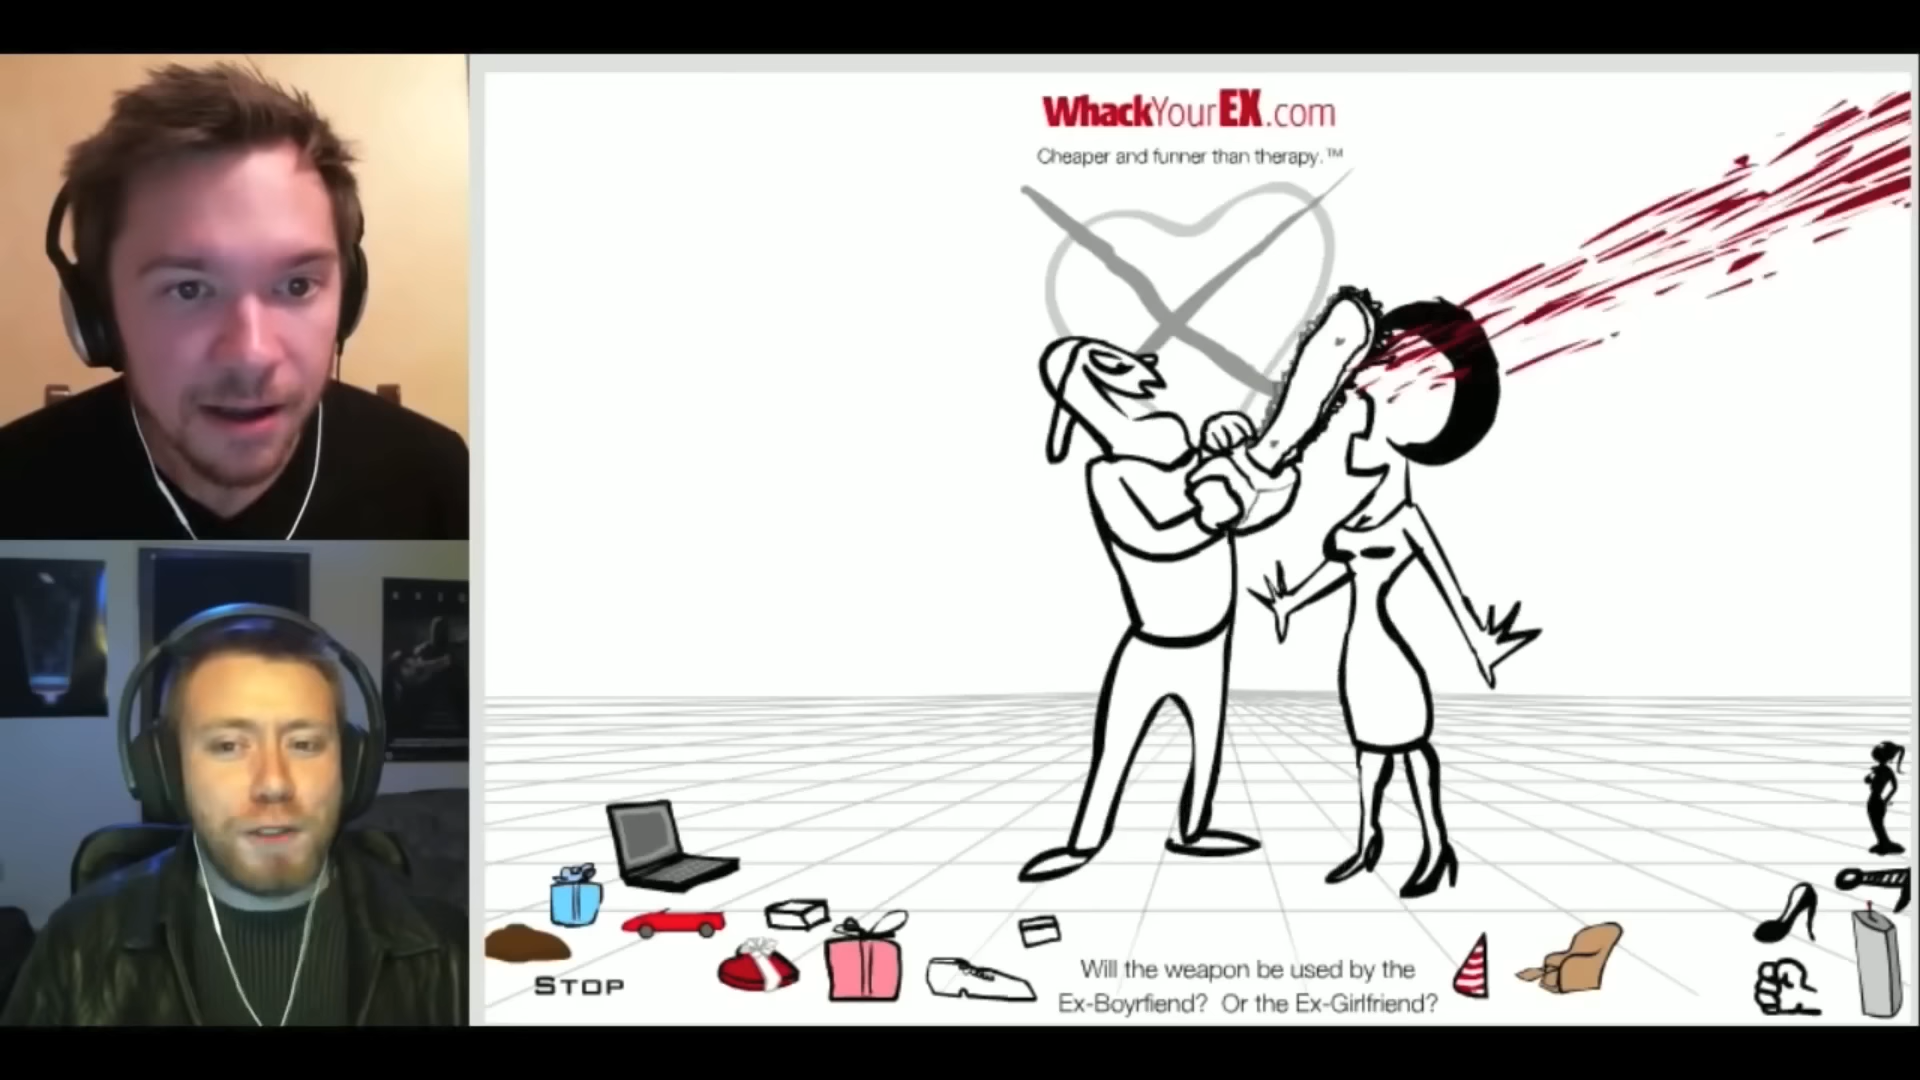 WhackYourEX.com
Cheaper and funner than therapy.™
STOP
Will the weapon be used by the
Ex-Boyrfiend? Or the Ex-Girlfriend?